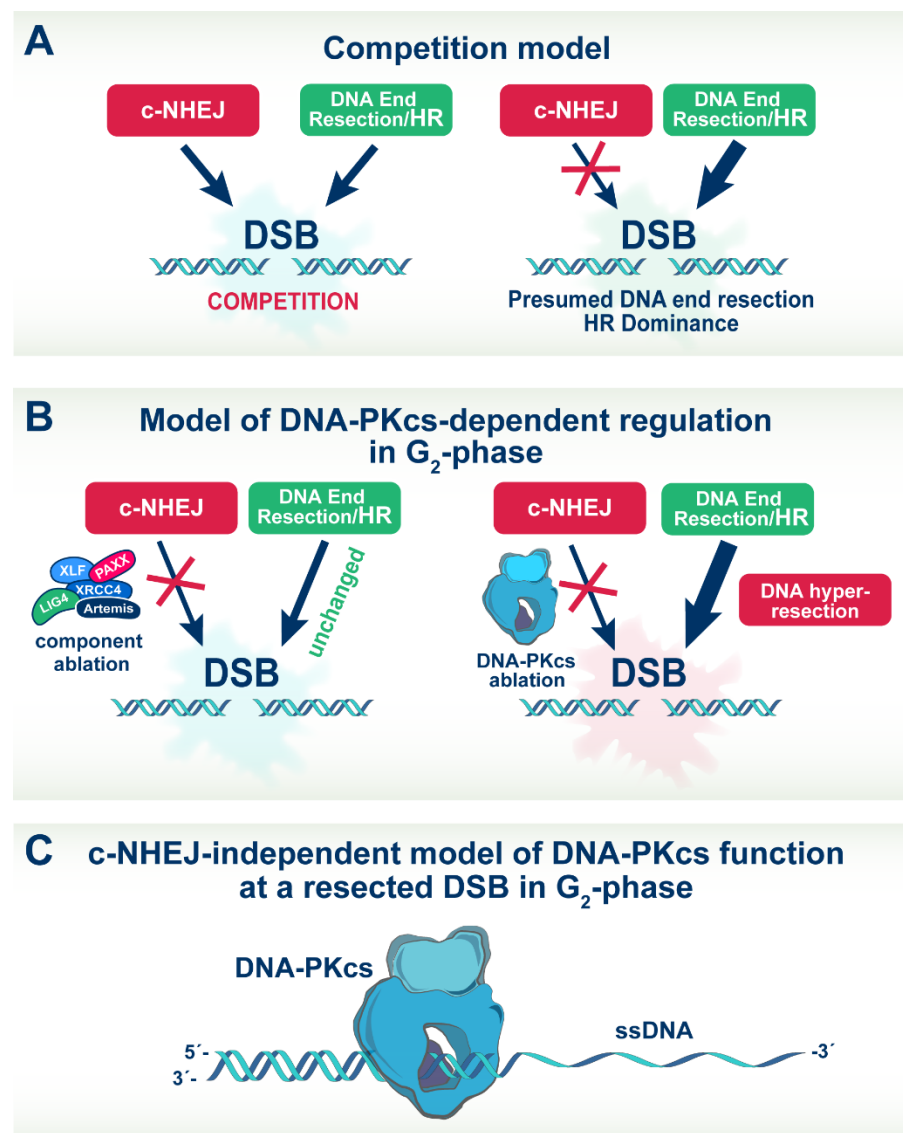 A
Competition model
c-NHEJ
DNA End
Resection/HR
c-NHEJ
DNA End
Resection/HR
DSB
DSB
COMPETITION
Presumed DNA end resection
HR Dominance
B
Model of DNA-PKcs-dependent regulation
in G₂-phase
c-NHEJ
DNA End
Resection/HR
c-NHEJ
DNA End
Resection/HR
XLF
PAXX
XRCC4
LIG4
Artemis
component
ablation
unchanged
DSB
DNA-PKcs
ablation
DNA hyper-
resection
DSB
C
c-NHEJ-independent model of DNA-PKcs function
at a resected DSB in G₂-phase
DNA-PKcs
ssDNA
5´-
3´-
-3´